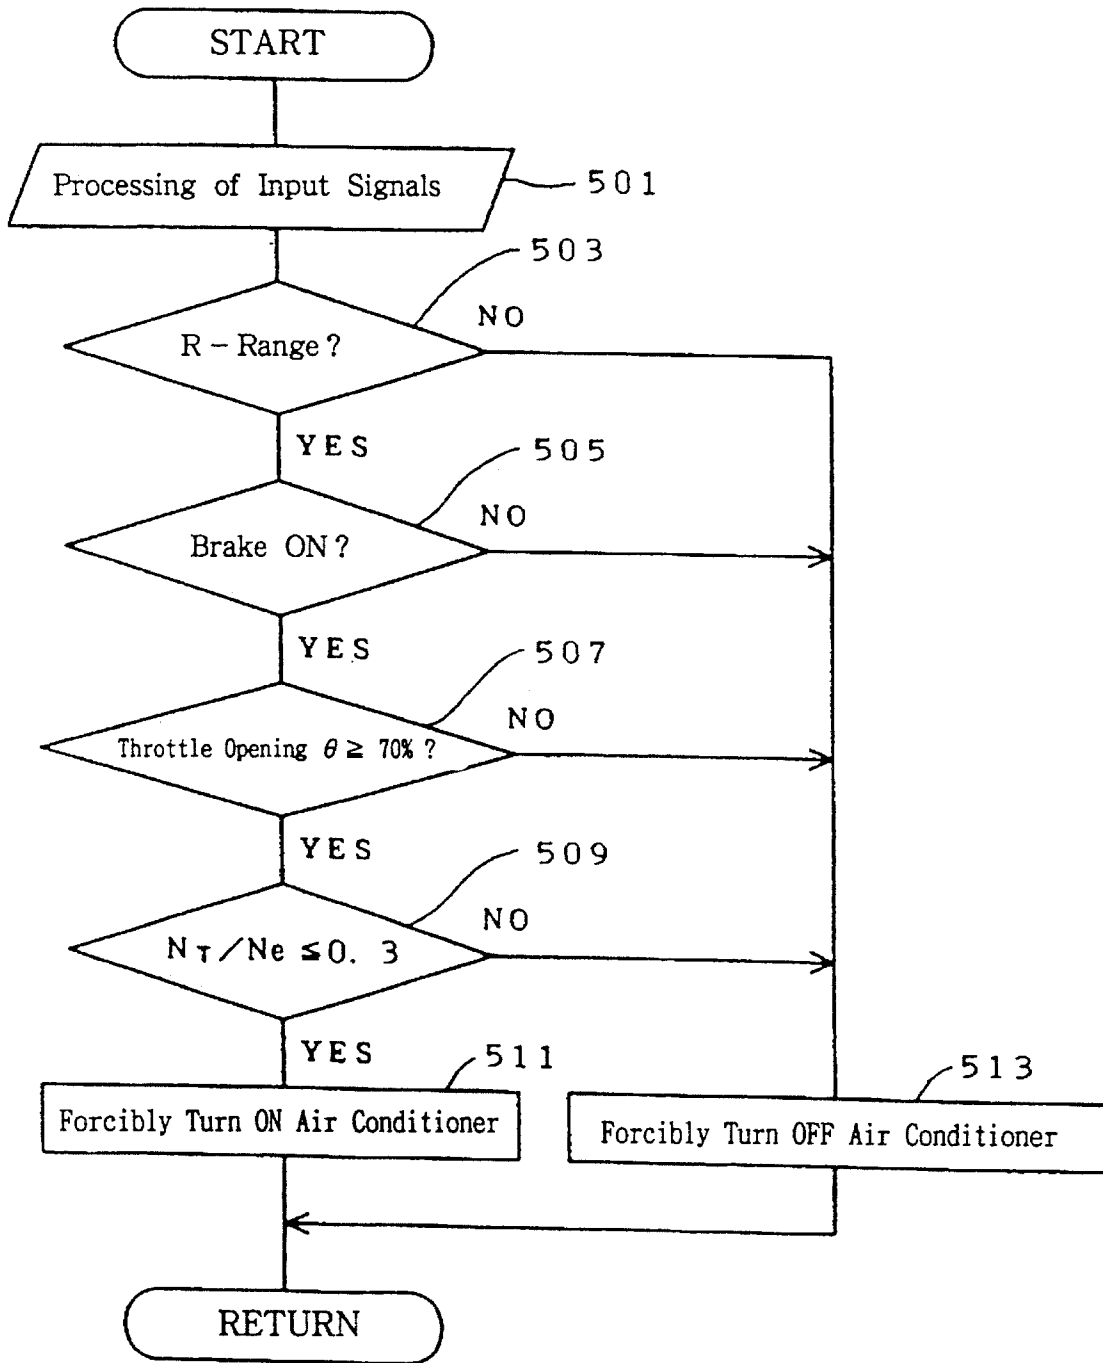 START
Processing of Input Signals
501
503
R-Range?
NO
YES
505
Brake ON?
NO
YES
507
Throttle Opening θ ≧ 70%?
NO
YES
509
N_T/Ne ≦0. 3
NO
YES
511
513
Forcibly Turn ON Air Conditioner
Forcibly Turn OFF Air Conditioner
RETURN